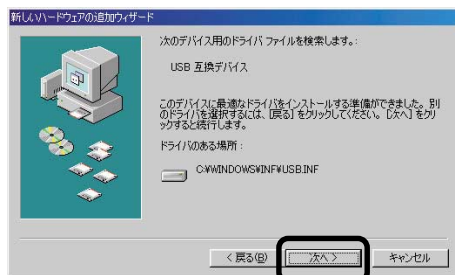 新しいハードウェアの追加ウィザード
次のデバイス用のドライバ ファイルを検索します。:
USB 互換デバイス
このデバイスに最適なドライバをインストールする準備ができました。別
のドライバを選択するには、[戻る] をクリックしてください。[次へ] をクリ
ックすると続行します。
ドライバのある場所:
C:¥WINDOWS¥INF¥USB.INF
< 戻る(B)
次へ >
キャンセル